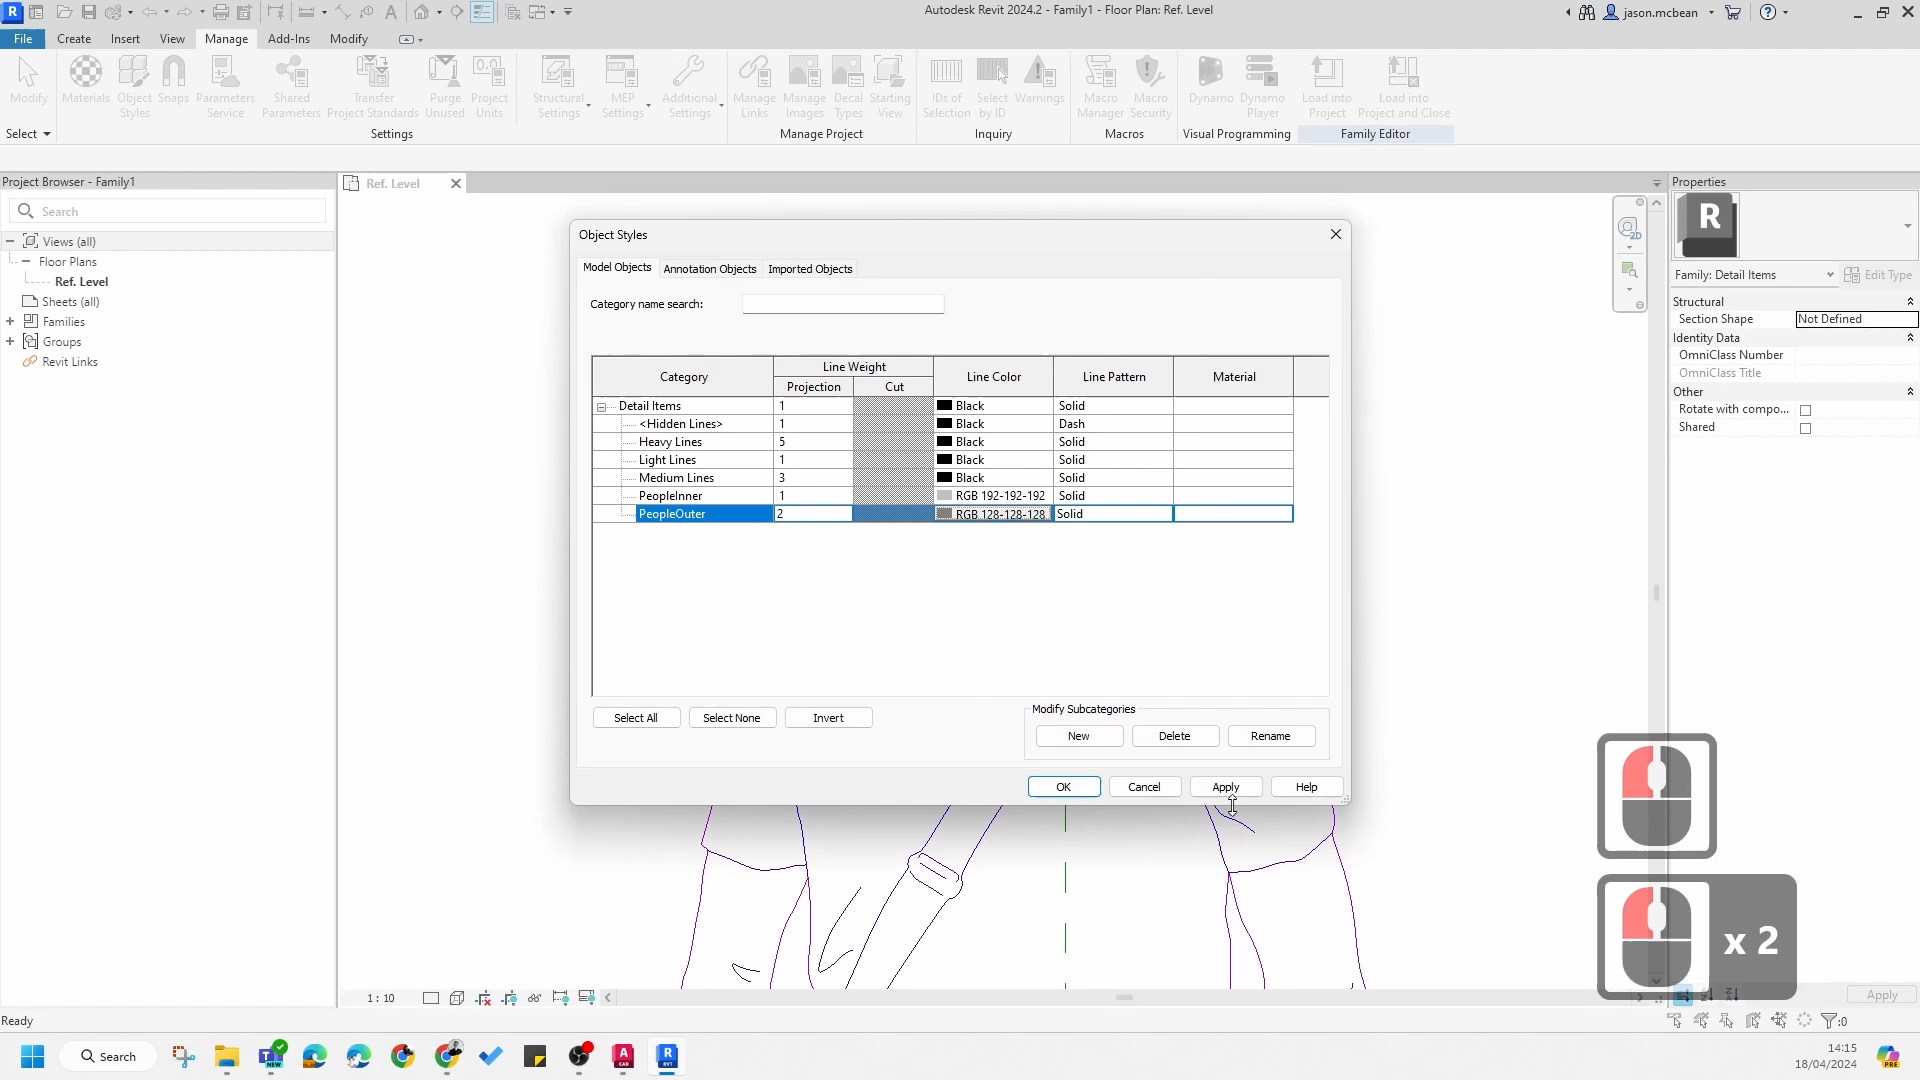 Autodesk Revit 2024.2 - Family1 - Floor Plan: Ref. Level
jason.mcbean
File Create Insert View Manage Add-Ins Modify
Modify
Materials
Object Styles
Snaps
Parameters Service
Shared Parameters
Transfer Project Standards
Purge Unused
Project Units
Structural Settings
MEP Settings
Additional Settings
Manage Links
Manage Images
Decal Types
Starting View
IDs of Selection
Select by ID
Warnings
Macro Manager
Macro Security
Dynamo
Dynamo Player
Load into Project
Load into Project and Close
Select
Settings
Manage Project
Inquiry
Macros
Visual Programming
Family Editor
Project Browser - Family1
Search
Views (all)
Floor Plans
Ref. Level
Sheets (all)
Families
Groups
Revit Links
Ref. Level
Object Styles
Model Objects Annotation Objects Imported Objects
Category name search:
Category Line Weight Line Color Line Pattern Material
Projection Cut
Detail Items 1 Black Solid
<Hidden Lines> 1 Black Dash
Heavy Lines 5 Black Solid
Light Lines 1 Black Solid
Medium Lines 3 Black Solid
PeopleInner 1 RGB 192-192-192 Solid
PeopleOuter 2 RGB 128-128-128 Solid
Select All Select None Invert
Modify Subcategories
New Delete Rename
OK Cancel Apply Help
2D
Properties
R
Family: Detail Items
Edit Type
Structural
Section Shape Not Defined
Identity Data
OmniClass Number
OmniClass Title
Other
Rotate with compo...
Shared
x 2
1 : 10
Apply
Ready
:0
Search
NEW
A
CAD
R
RVT
14:15
18/04/2024
PRE